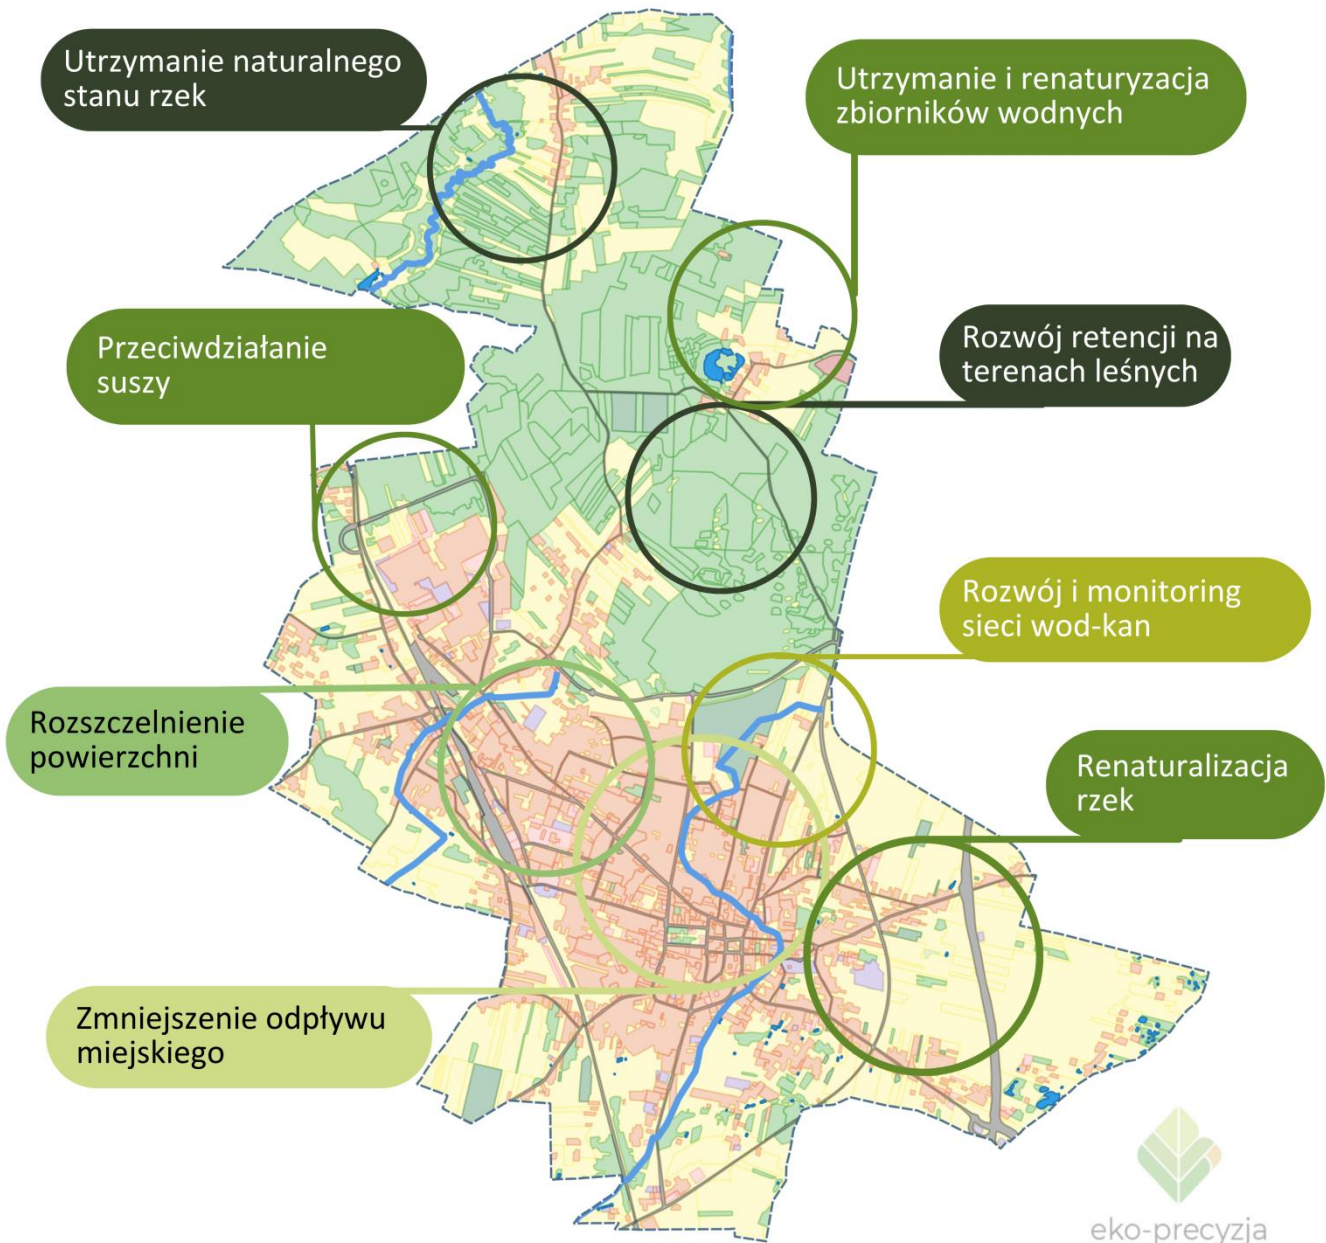 Utrzymanie naturalnego
stanu rzek
Utrzymanie i renaturyzacja
zbiorników wodnych
Rozwój retencji na
terenach leśnych
Przeciwdziałanie
suszy
Rozwój i monitoring
sieci wod-kan
Rozszczelnienie
powierzchni
Renaturalizacja
rzek
Zmniejszenie odpływu
miejskiego
eko-precyzja